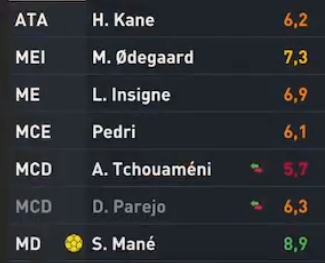 ATA H. Kane 6,2
MEI M. Ødegaard 7,3
ME L. Insigne 6,9
MCE Pedri 6,1
MCD A. Tchouaméni 5,7
MCD D. Parejo 6,3
MD S. Mané 8,9